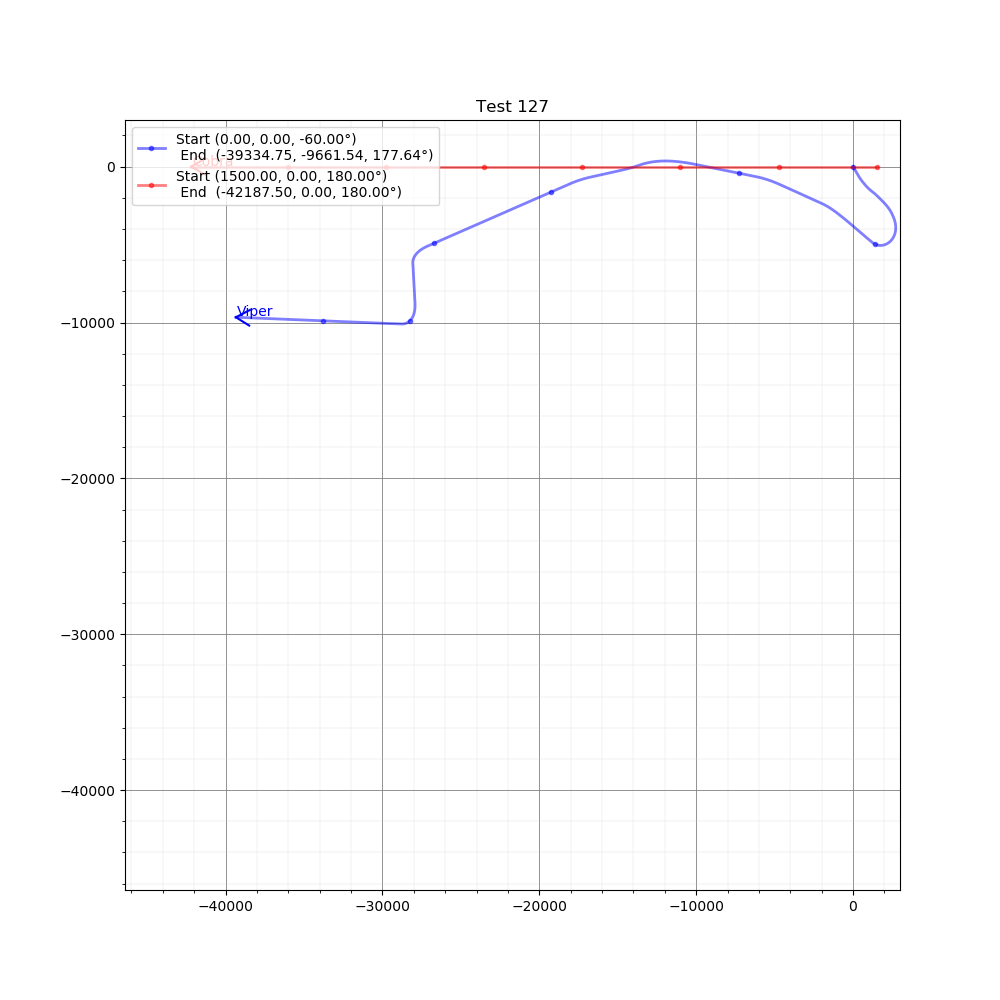 Test 127
Start (0.00, 0.00, -60.00°)
End (-39334.75, -9661.54, 177.64°)
Start (1500.00, 0.00, 180.00°)
End (-42187.50, 0.00, 180.00°)
Viper
0
−10000
−20000
−30000
−40000
−40000
−30000
−20000
−10000
0